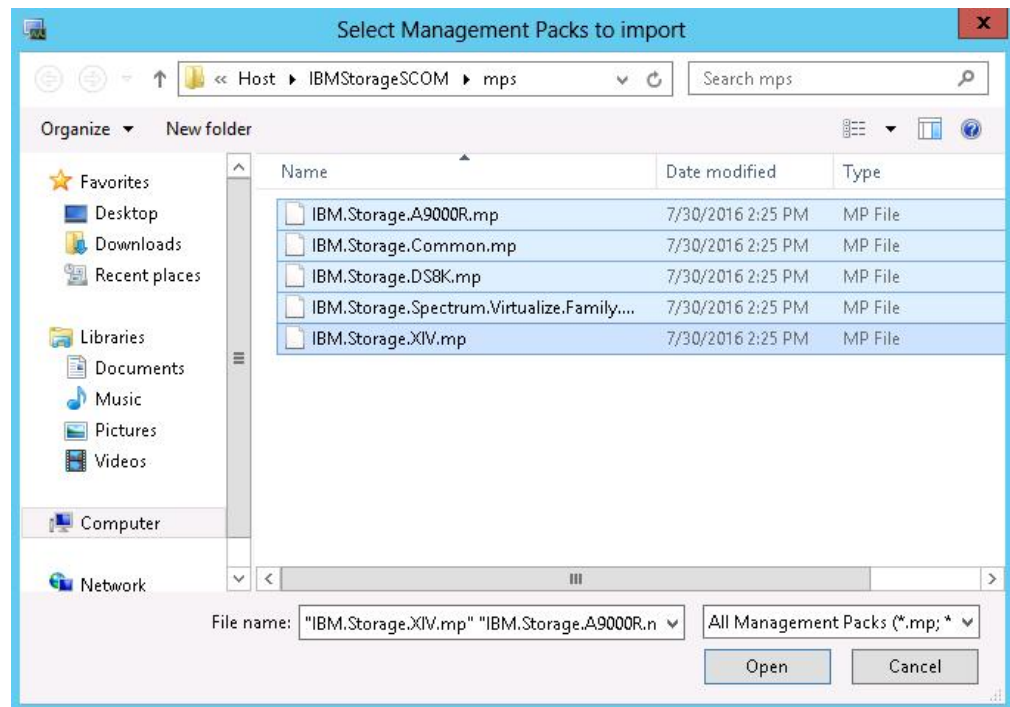 Select Management Packs to import
x
« Host ▸ IBMStorageSCOM ▸ mps
Search mps
Organize
New folder
Favorites
Desktop
Downloads
Recent places
Libraries
Documents
Music
Pictures
Videos
Computer
Network
Name Date modified Type
IBM.Storage.A9000R.mp 7/30/2016 2:25 PM MP File
IBM.Storage.Common.mp 7/30/2016 2:25 PM MP File
IBM.Storage.DS8K.mp 7/30/2016 2:25 PM MP File
IBM.Storage.Spectrum.Virtualize.Family.... 7/30/2016 2:25 PM MP File
IBM.Storage.XIV.mp 7/30/2016 2:25 PM MP File
File name: "IBM.Storage.XIV.mp" "IBM.Storage.A9000R.n
All Management Packs (*.mp; *
Open
Cancel